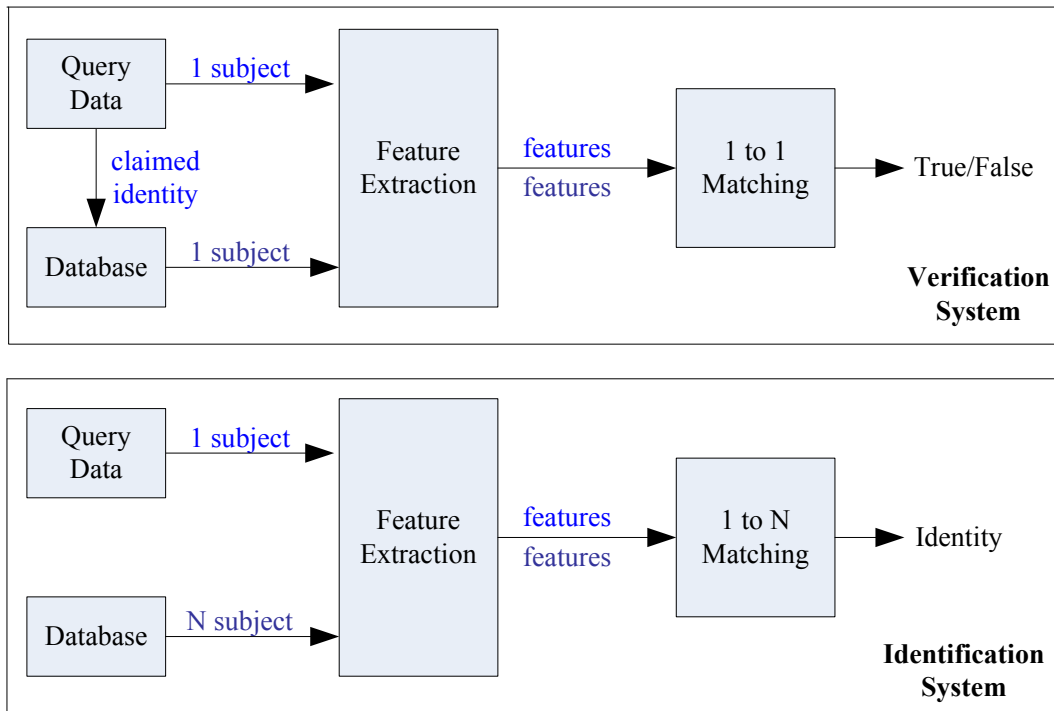 Query
Data
1 subject
claimed
identity
Database
1 subject
Feature
Extraction
features
features
1 to 1
Matching
True/False
Verification
System
Query
Data
1 subject
Database
N subject
Feature
Extraction
features
features
1 to N
Matching
Identity
Identification
System